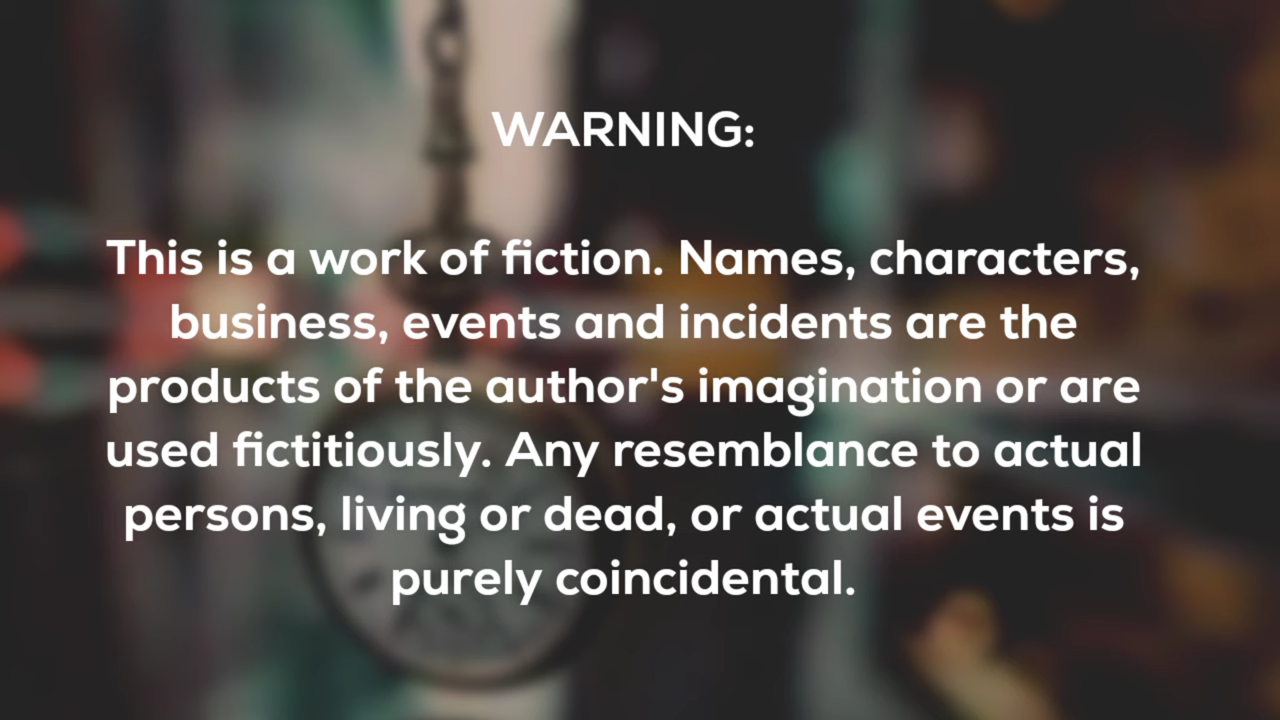 WARNING:
This is a work of fiction. Names, characters,
business, events and incidents are the
products of the author's imagination or are
used fictitiously. Any resemblance to actual
persons, living or dead, or actual events is
purely coincidental.